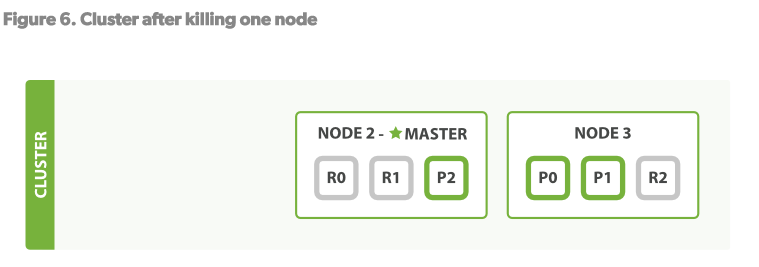 Figure 6. Cluster after killing one node
CLUSTER
NODE 2 - ★ MASTER
R0 R1 P2
NODE 3
P0 P1 R2